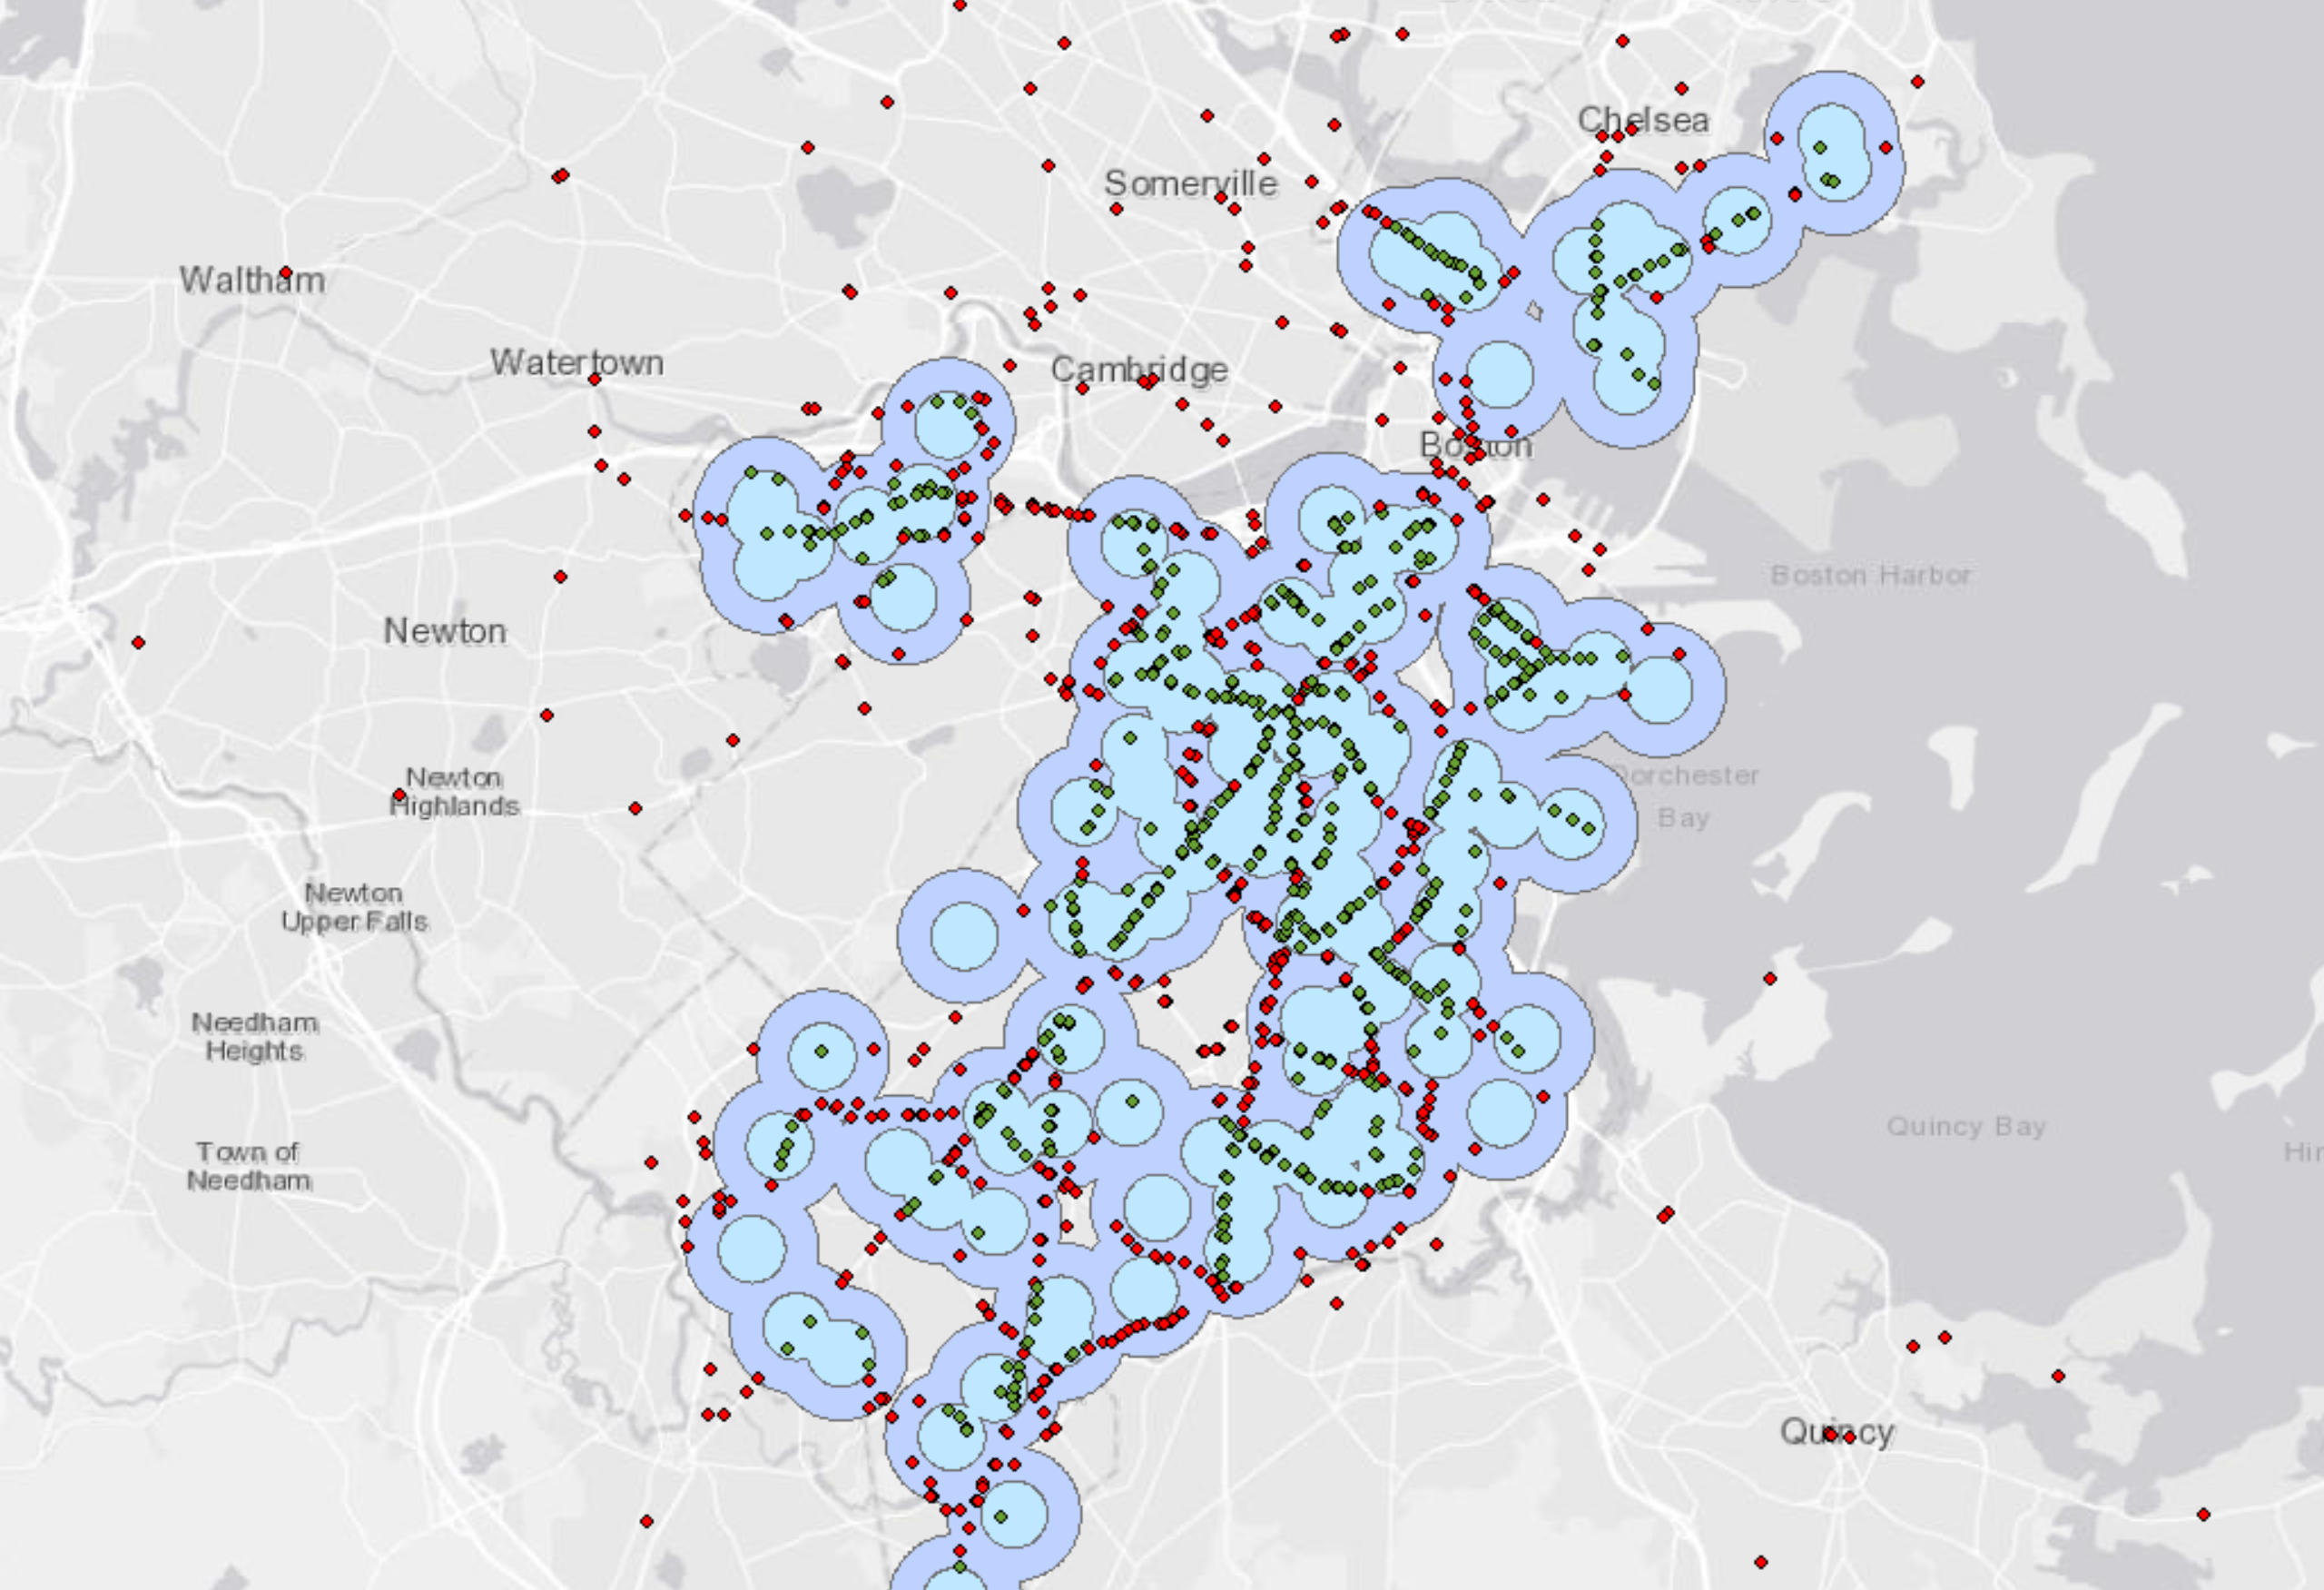 Chelsea
Somerville
Waltham
Watertown
Cambridge
Boston
Boston Harbor
Newton
Newton
Highlands
Dorchester
Bay
Newton
Upper Falls
Needham
Heights
Quincy Bay
Town of
Needham
Quincy